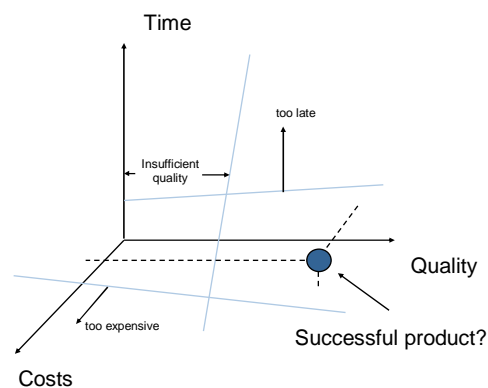 Time
too late
Insufficient
quality
Quality
too expensive
Successful product?
Costs